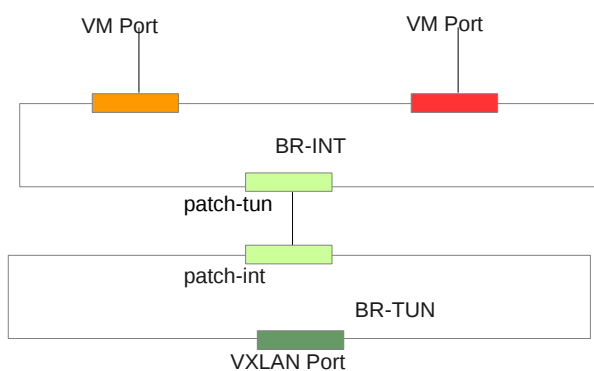 VM Port
VM Port
BR-INT
patch-tun
patch-int
BR-TUN
VXLAN Port